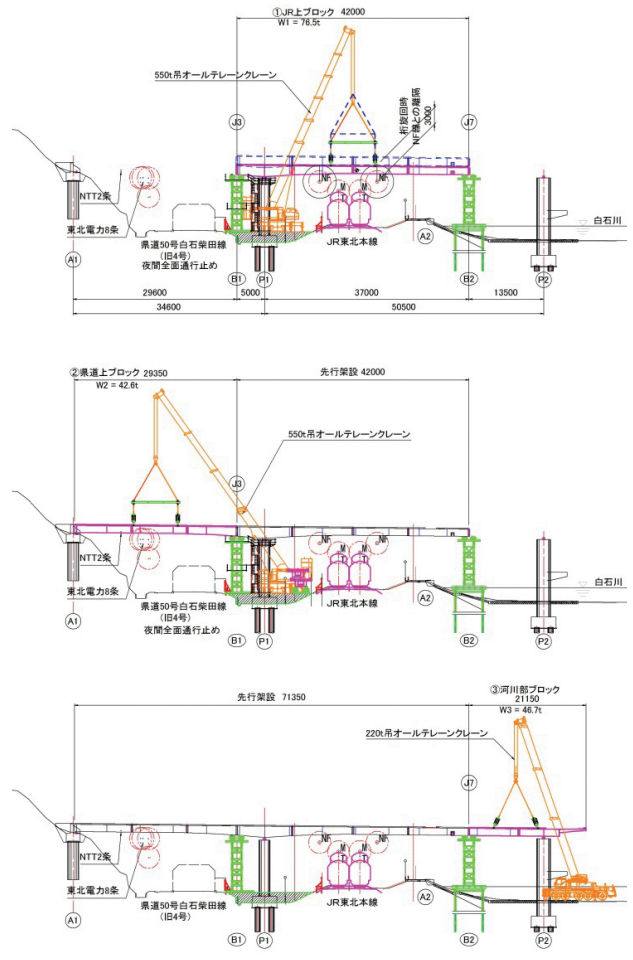 ①JR上ブロック 42000
W1 = 76.5t
550t吊オールテレーンクレーン
桁旋回時
NF線との離隔
3000
J3
J7
NF
NF
M
M
T
T
NTT2条
東北電力8条
県道50号白石柴田線
（旧4号）
夜間全面通行止め
JR東北本線
白石川
A1
B1
P1
A2
B2
P2
29600
5000
37000
13500
34600
50500
②県道上ブロック 29350
W2 = 42.6t
先行架設 42000
550t吊オールテレーンクレーン
J3
NF
NF
M
M
T
T
NTT2条
東北電力8条
県道50号白石柴田線
（旧4号）
夜間全面通行止め
JR東北本線
白石川
A1
B1
P1
A2
B2
P2
先行架設 71350
③河川部ブロック
21150
W3 = 46.7t
220t吊オールテレーンクレーン
J7
NF
NF
M
M
T
T
NTT2条
東北電力8条
県道50号白石柴田線
（旧4号）
JR東北本線
A1
B1
P1
A2
B2
P2